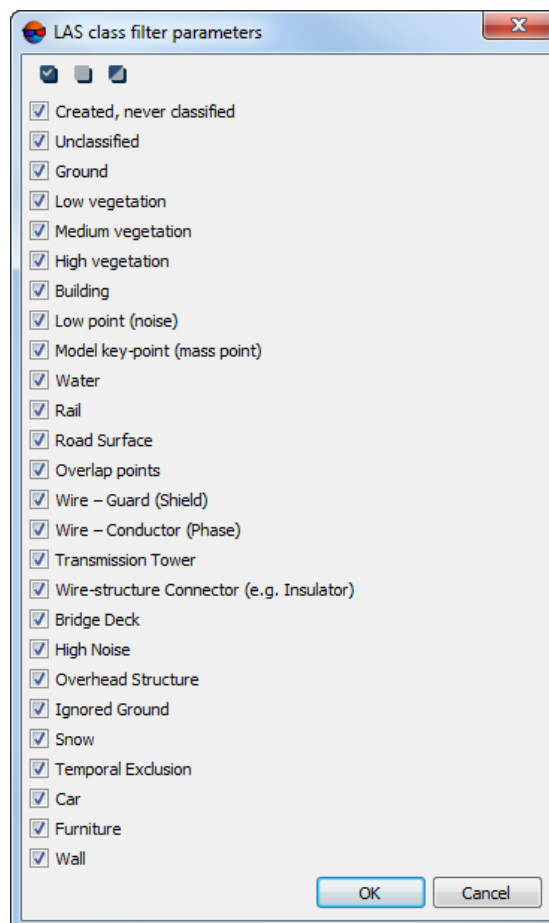 LAS class filter parameters
Created, never classified
Unclassified
Ground
Low vegetation
Medium vegetation
High vegetation
Building
Low point (noise)
Model key-point (mass point)
Water
Rail
Road Surface
Overlap points
Wire – Guard (Shield)
Wire – Conductor (Phase)
Transmission Tower
Wire-structure Connector (e.g. Insulator)
Bridge Deck
High Noise
Overhead Structure
Ignored Ground
Snow
Temporal Exclusion
Car
Furniture
Wall
OK Cancel